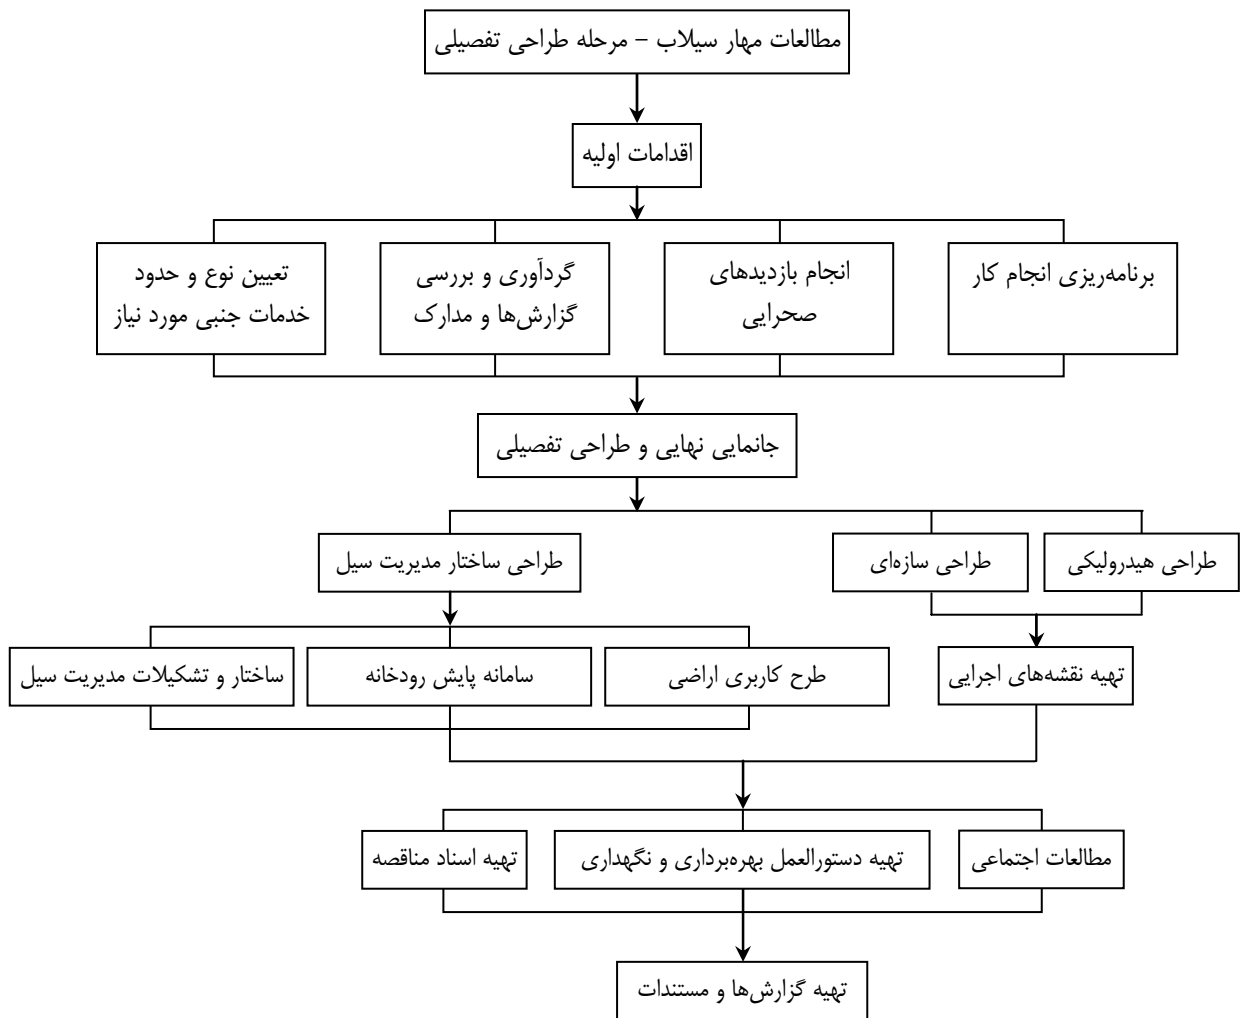 مطالعات مهار سیلاب – مرحله طراحی تفصیلی
اقدامات اولیه
برنامه‌ریزی انجام کار
انجام بازدیدهای
صحرایی
گردآوری و بررسی
گزارش‌ها و مدارک
تعیین نوع و حدود
خدمات جنبی مورد نیاز
جانمایی نهایی و طراحی تفصیلی
طراحی هیدرولیکی
طراحی سازه‌ای
طراحی ساختار مدیریت سیل
تهیه نقشه‌های اجرایی
طرح کاربری اراضی
سامانه پایش رودخانه
ساختار و تشکیلات مدیریت سیل
مطالعات اجتماعی
تهیه دستورالعمل بهره‌برداری و نگهداری
تهیه اسناد مناقصه
تهیه گزارش‌ها و مستندات